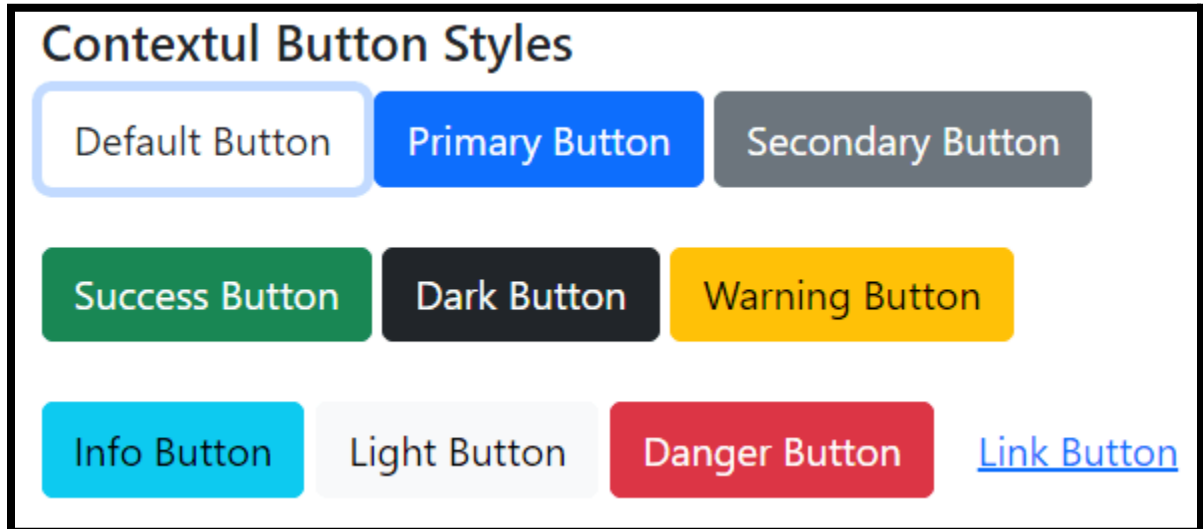 Contextul Button Styles
Default Button Primary Button Secondary Button
Success Button Dark Button Warning Button
Info Button Light Button Danger Button Link Button